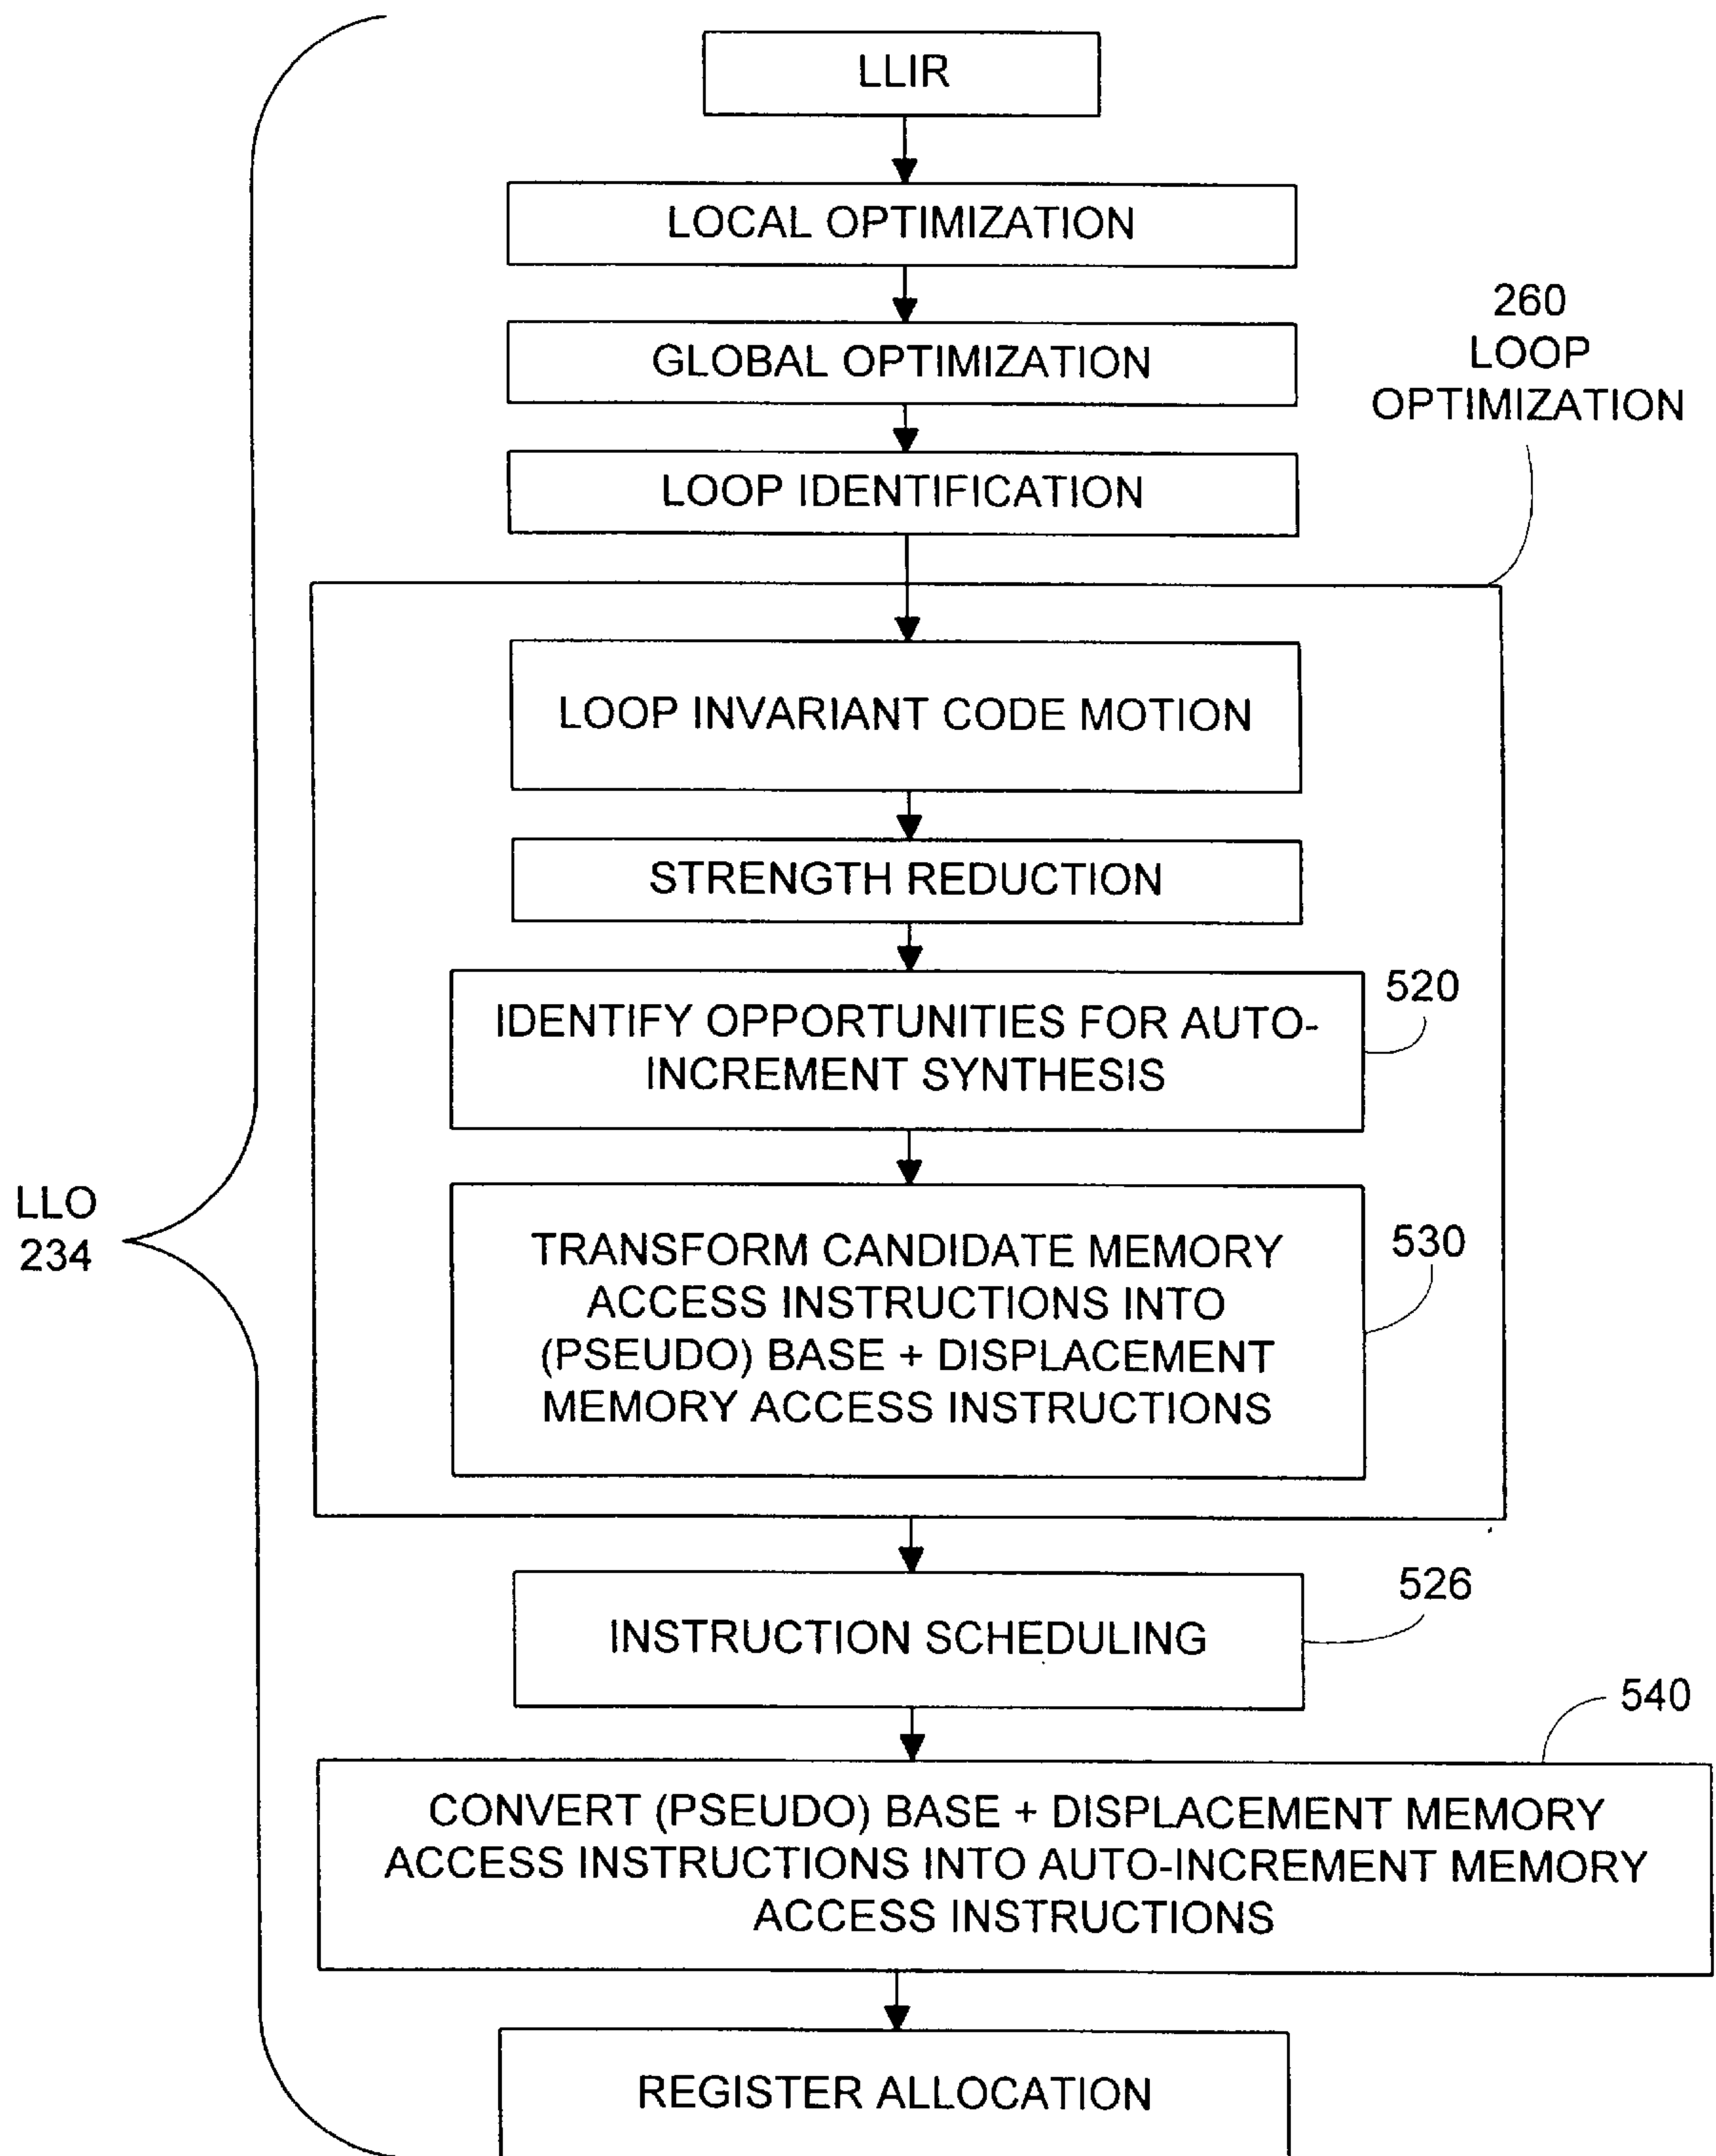 LLIR
LOCAL OPTIMIZATION
GLOBAL OPTIMIZATION
260
LOOP
OPTIMIZATION
LOOP IDENTIFICATION
LOOP INVARIANT CODE MOTION
STRENGTH REDUCTION
520
IDENTIFY OPPORTUNITIES FOR AUTO-
INCREMENT SYNTHESIS
LLO
234
530
TRANSFORM CANDIDATE MEMORY
ACCESS INSTRUCTIONS INTO
(PSEUDO) BASE + DISPLACEMENT
MEMORY ACCESS INSTRUCTIONS
526
INSTRUCTION SCHEDULING
540
CONVERT (PSEUDO) BASE + DISPLACEMENT MEMORY
ACCESS INSTRUCTIONS INTO AUTO-INCREMENT MEMORY
ACCESS INSTRUCTIONS
REGISTER ALLOCATION